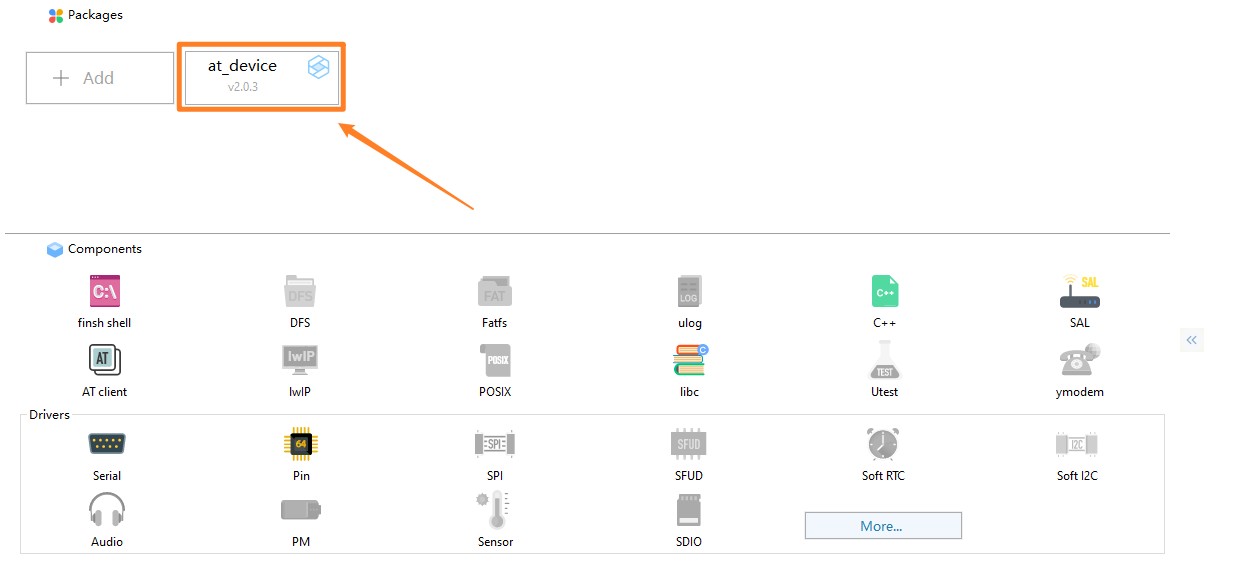 Packages
Add
at_device
v2.0.3
Components
C:\
DFS
FAT
LOG
C++
SAL
finsh shell
DFS
Fatfs
ulog
C++
SAL
AT
lwIP
POSIX
C
TEST
AT client
lwIP
POSIX
libc
Utest
ymodem
Drivers
64
SPI
SFUD
I2C
Serial
Pin
SPI
SFUD
Soft RTC
Soft I2C
More...
Audio
PM
Sensor
SDIO